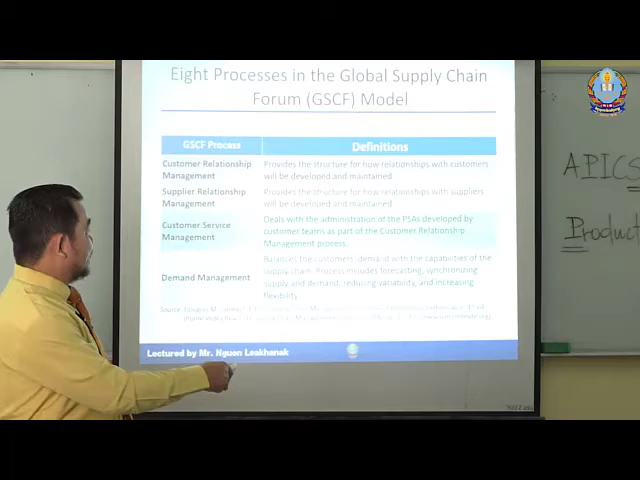 Eight Processes in the Global Supply Chain
Forum (GSCF) Model
GSCF Process
Definitions
Customer Relationship
Management
Provides the structure for how relationships with customers
will be developed and maintained
Supplier Relationship
Management
Provides the structure for how relationships with suppliers
will be developed and maintained
Customer Service
Management
Deals with the administration of the PSAs developed by
customer teams as part of the Customer Relationship
Management process.
Demand Management
Balances the customers' demand with the capabilities of the
supply chain. Process includes forecasting, synchronizing
supply and demand, reducing variability, and increasing
flexibility
Source:
Lectured by Mr. Nguon Leakhanak
APICS
Product